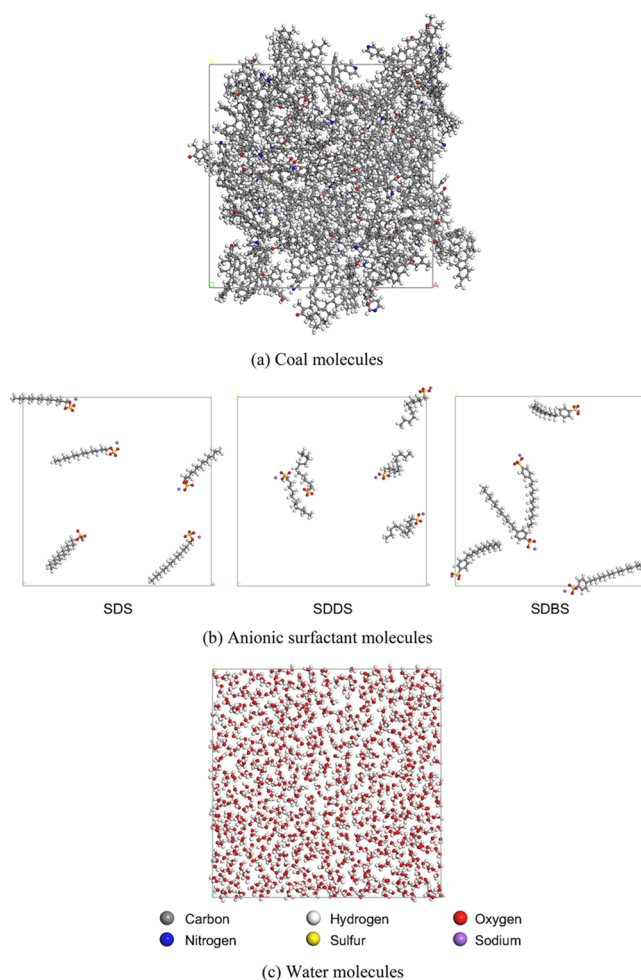 A
(a) Coal molecules
A
A
SDS
SDDS
SDBS
(b) Anionic surfactant molecules
Carbon
Hydrogen
Oxygen
Nitrogen
Sulfur
Sodium
(c) Water molecules